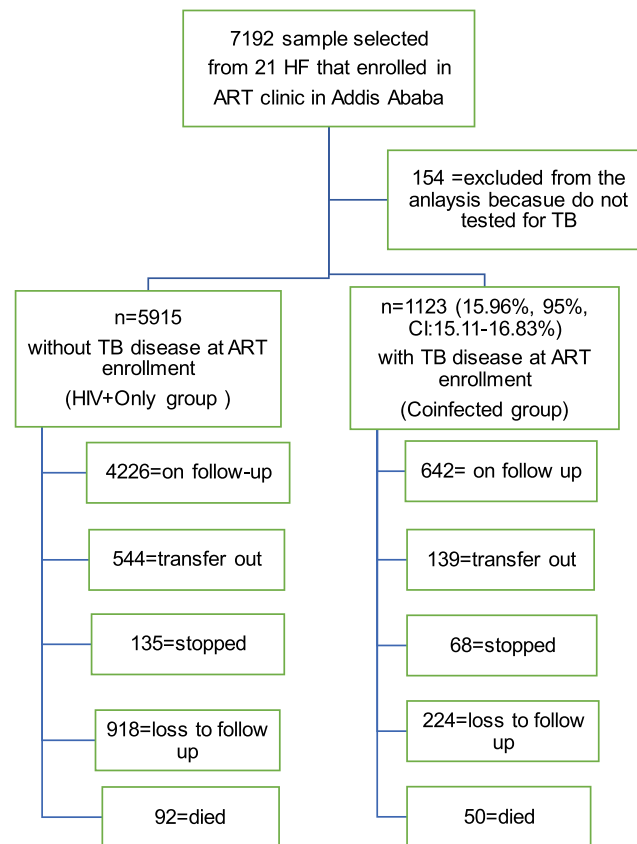 7192 sample selected
from 21 HF that enrolled in
ART clinic in Addis Ababa
154 =excluded from the
anlaysis becasue do not
tested for TB
n=5915
without TB disease at ART
enrollment
(HIV+Only group )
n=1123 (15.96%, 95%,
CI:15.11-16.83%)
with TB disease at ART
enrollment
(Coinfected group)
4226=on follow-up
544=transfer out
135=stopped
918=loss to follow
up
92=died
642= on follow up
139=transfer out
68=stopped
224=loss to follow
up
50=died